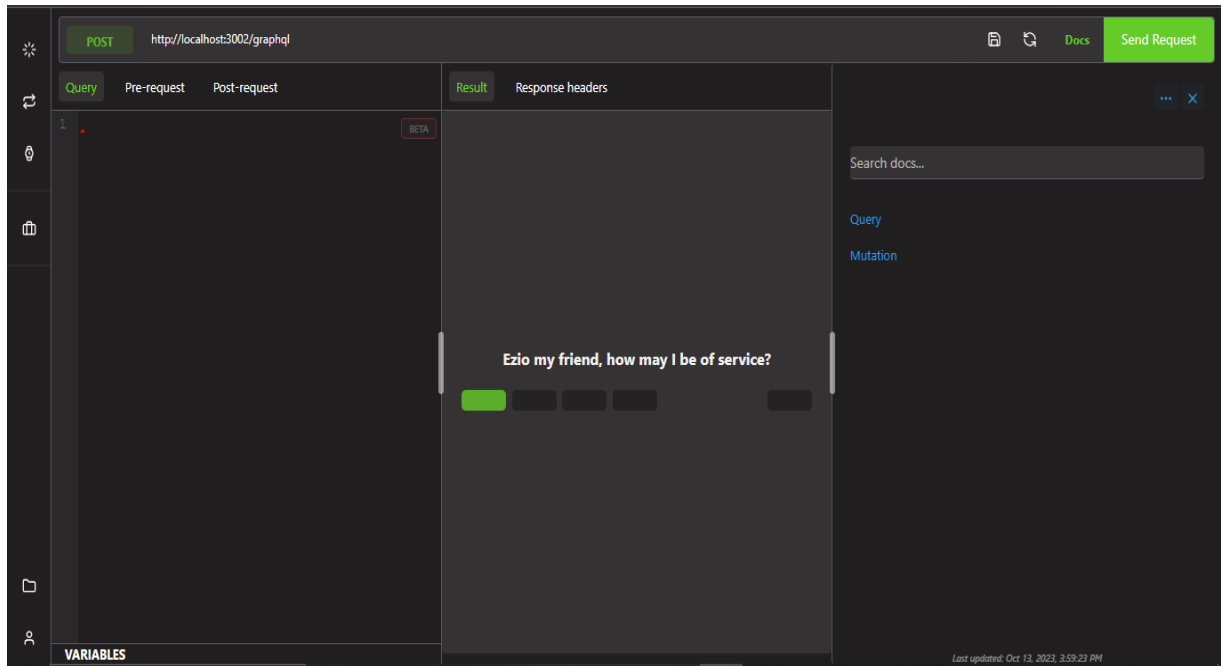 POST http://localhost:3002/graphql Docs Send Request
Query Pre-request Post-request
Result Response headers
1
BETA
Search docs...
Query
Mutation
Ezio my friend, how may I be of service?
VARIABLES
Last updated: Oct 13, 2023, 3:59:23 PM